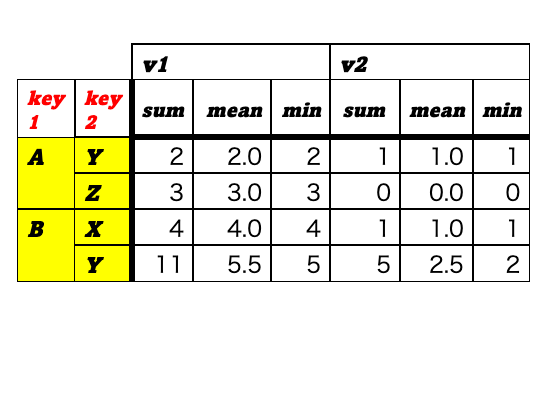 v1 v2
key 1 key 2 sum mean min sum mean min
A Y 2 2.0 2 1 1.0 1
Z 3 3.0 3 0 0.0 0
B X 4 4.0 4 1 1.0 1
Y 11 5.5 5 5 2.5 2